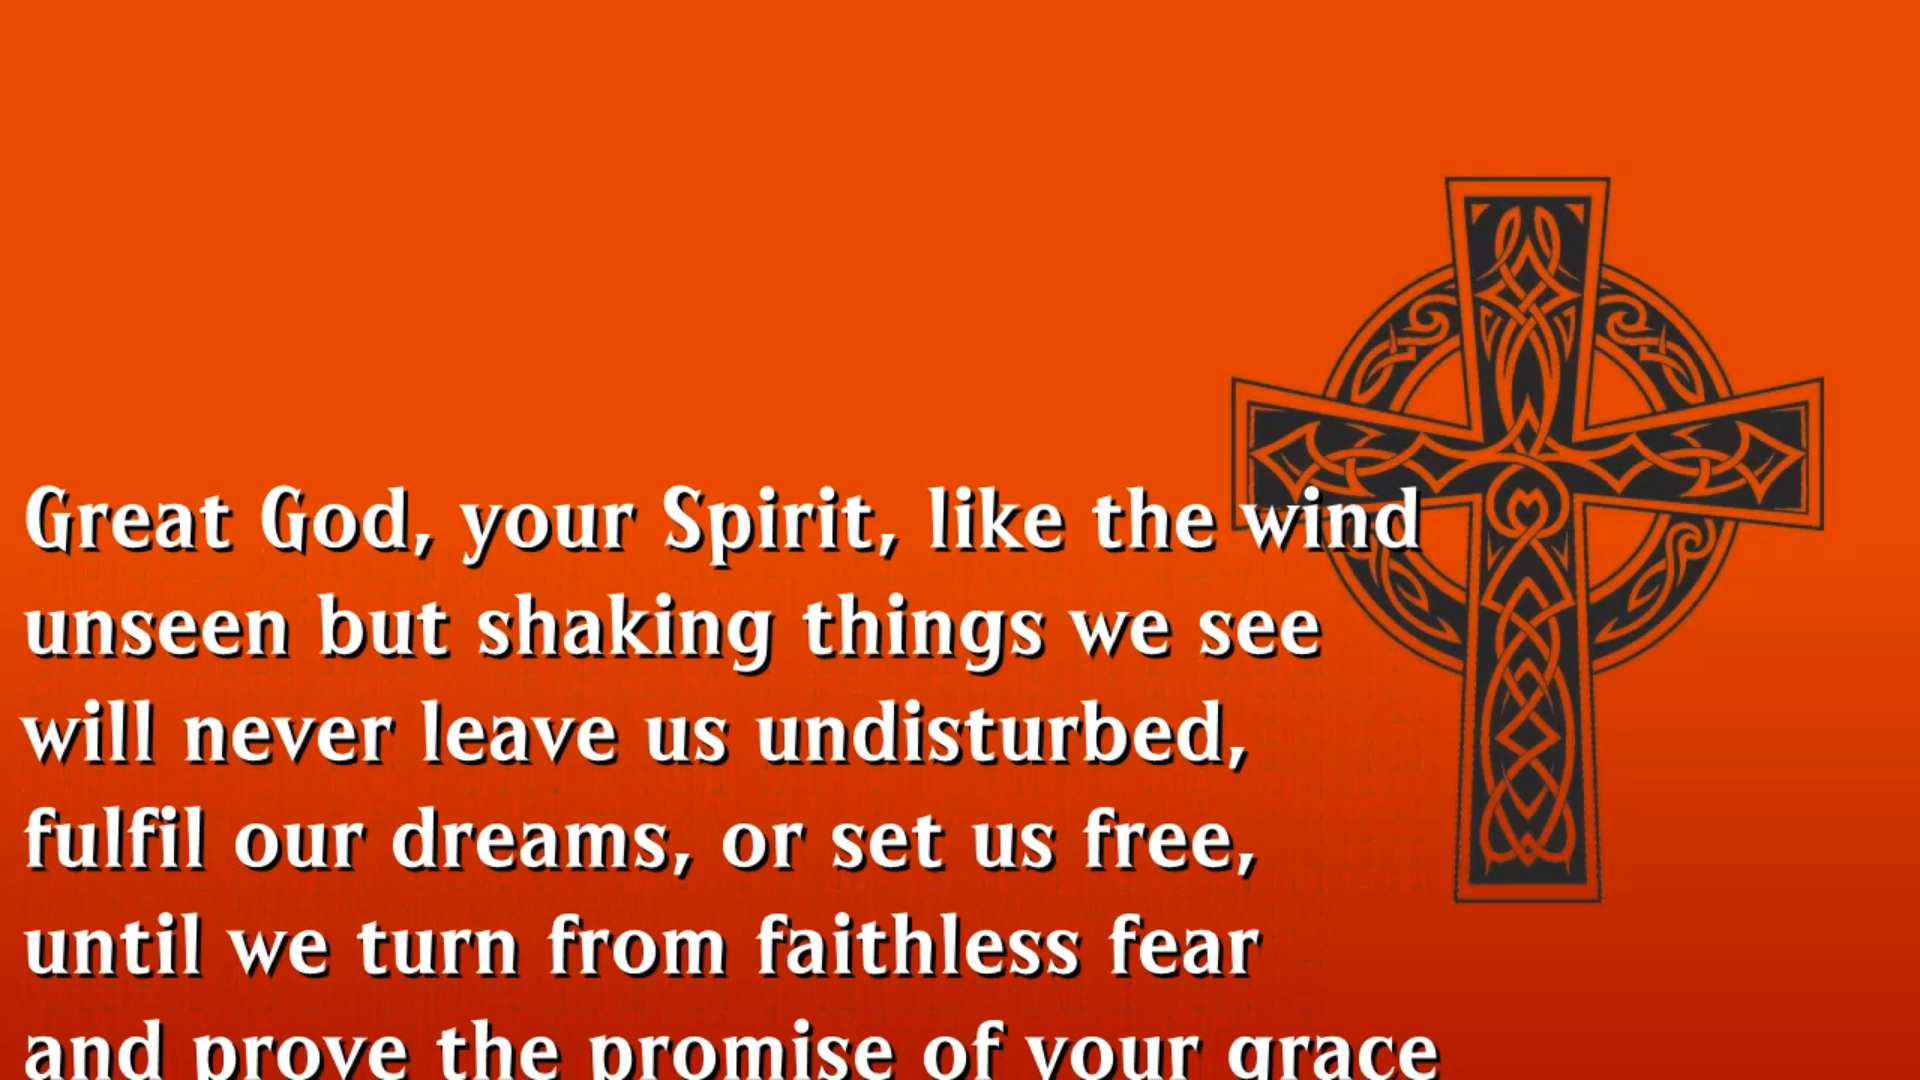 Great God, your Spirit, like the wind
unseen but shaking things we see
will never leave us undisturbed,
fulfil our dreams, or set us free,
until we turn from faithless fear
and prove the promise of your grace